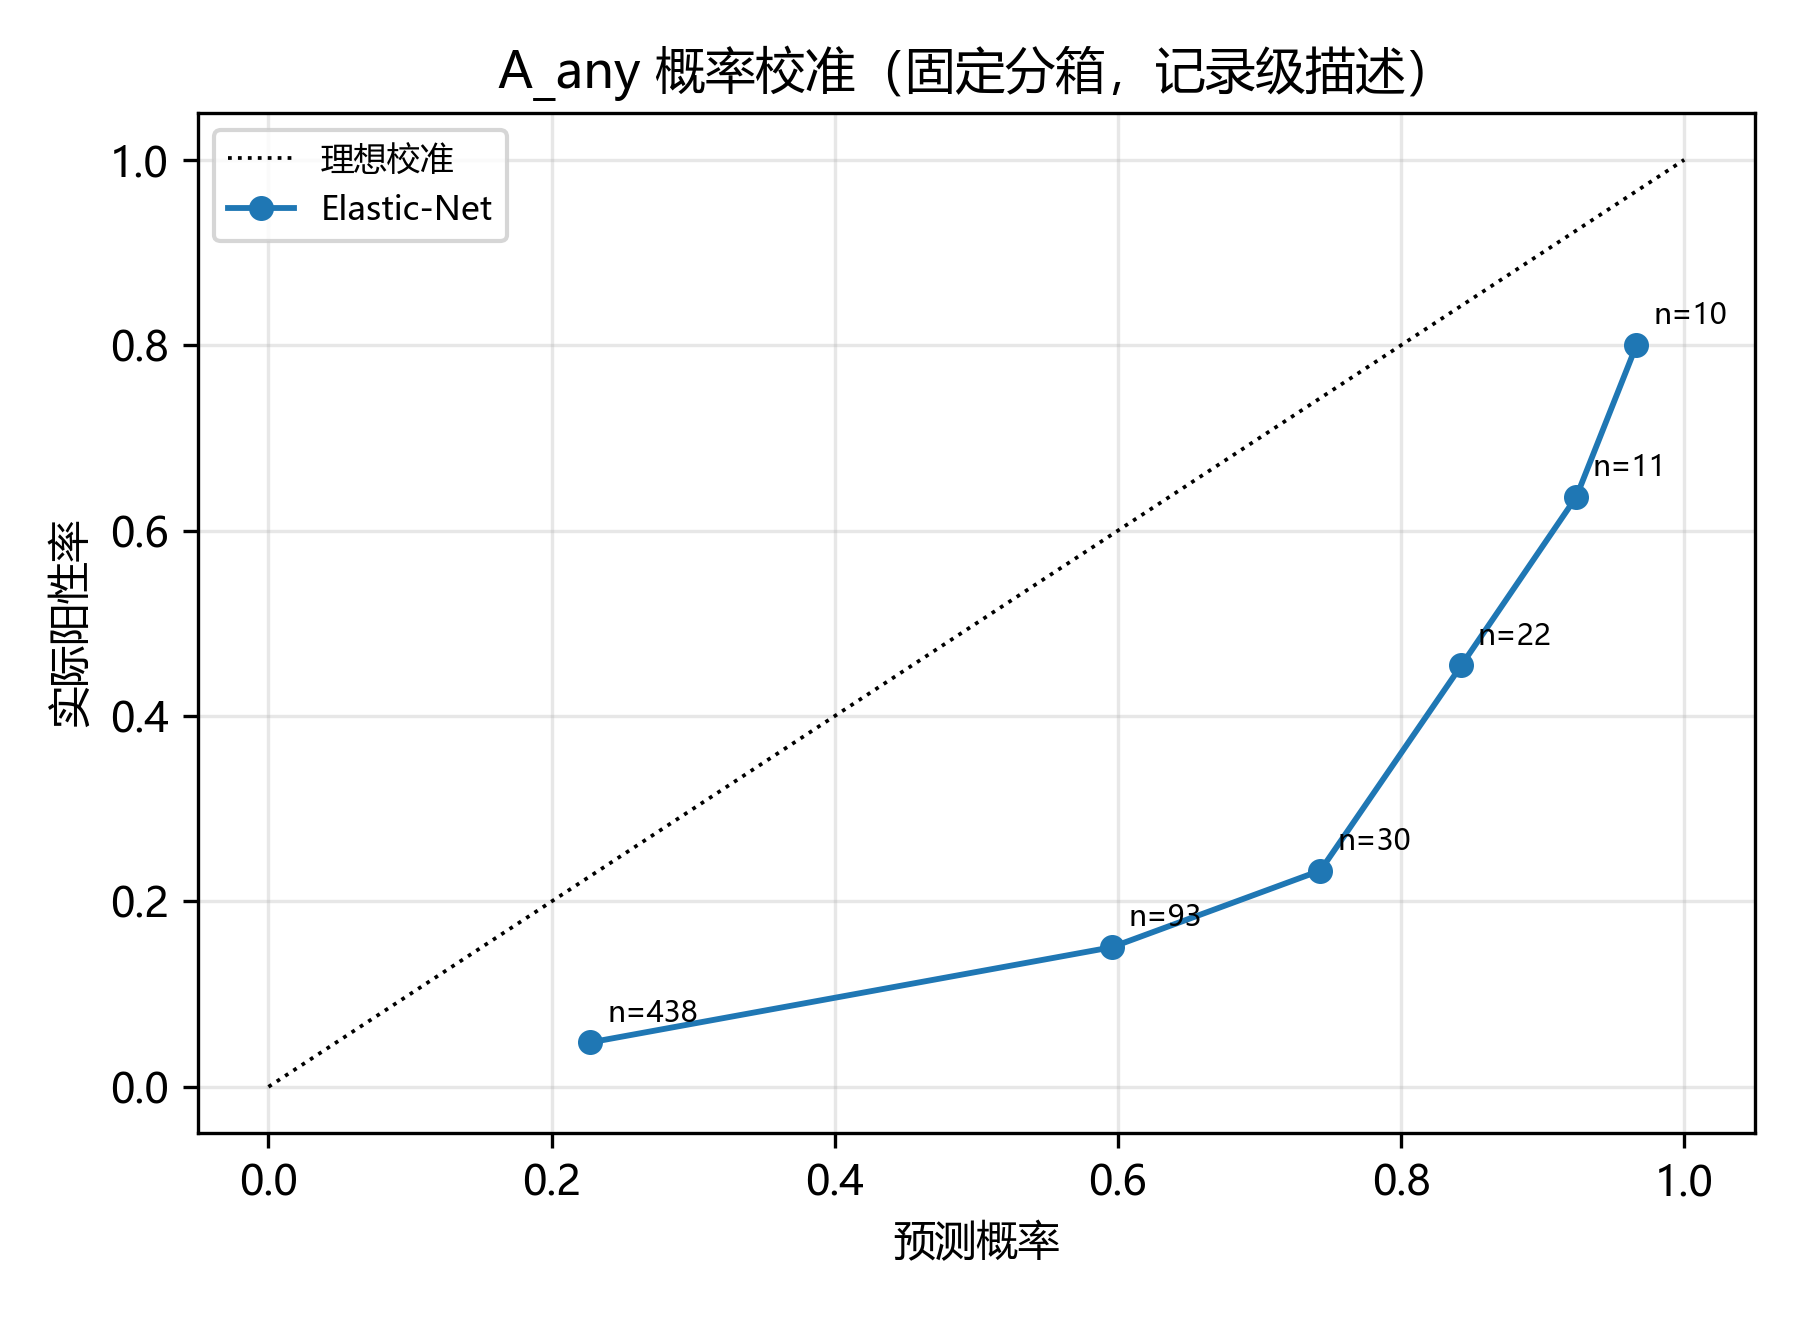 A_any 概率校准（固定分箱，记录级描述）
理想校准
Elastic-Net
实际阳性率
1.0
0.8
0.6
0.4
0.2
0.0
n=10
n=11
n=22
n=30
n=93
n=438
0.0 0.2 0.4 0.6 0.8 1.0
预测概率